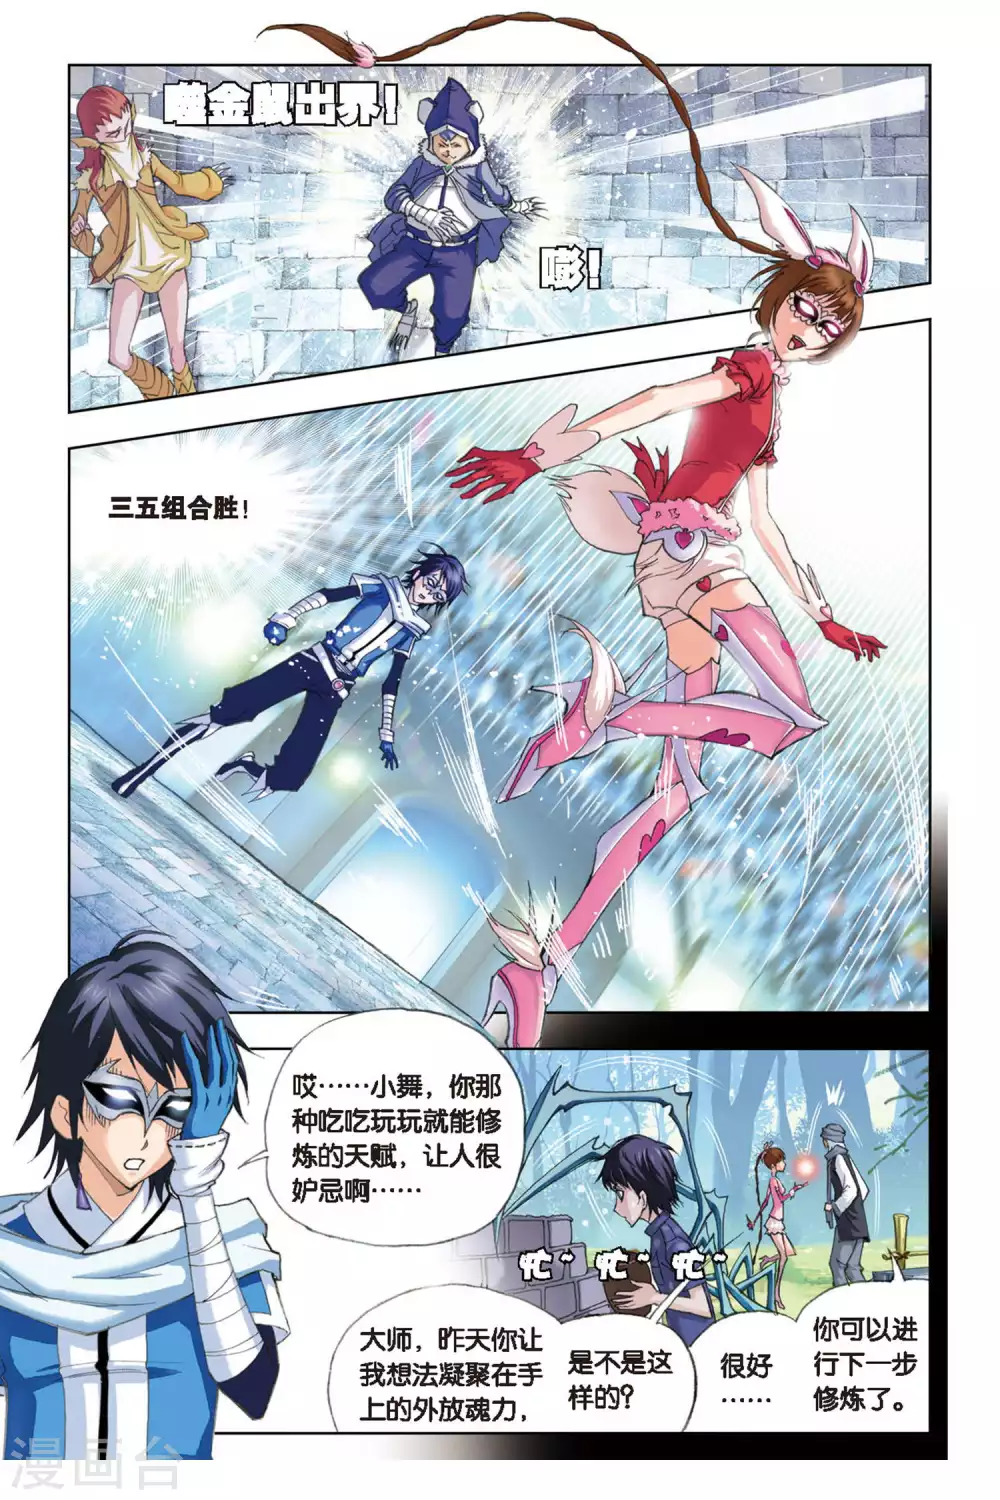 噬金鼠出界！
嘭！
三五组合胜！
哎……小舞，你那
种吃吃玩玩就能修
炼的天赋，让人很
妒忌啊……
忙~忙~忙~
大师，昨天你让
我想法凝聚在手
上的外放魂力，
是不是这
样的？
很好
……
你可以进
行下一步
修炼了。
漫画台